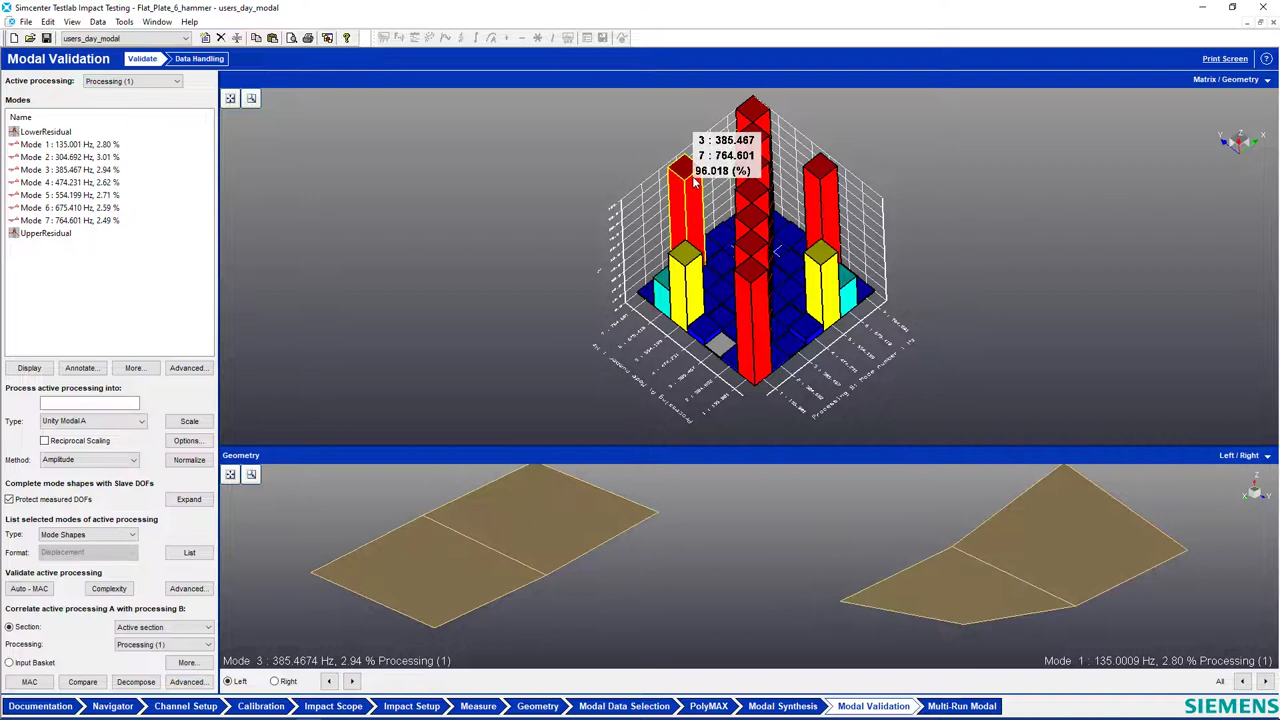 Simcenter Testlab Impact Testing - Flat_Plate_6_hammer - users_day_modal
File Edit View Data Tools Window Help
users_day_modal
Modal Validation Validate Data Handling Print Screen
Active processing: Processing (1) Matrix / Geometry
Modes
Name
LowerResidual
Mode 1 : 135.001 Hz, 2.80 %
Mode 2 : 304.692 Hz, 3.01 %
Mode 3 : 385.467 Hz, 2.94 %
Mode 4 : 474.231 Hz, 2.62 %
Mode 5 : 554.199 Hz, 2.71 %
Mode 6 : 675.410 Hz, 2.59 %
Mode 7 : 764.601 Hz, 2.49 %
UpperResidual
3 : 385.467
7 : 764.601
96.018 (%)
Display Annotate... More... Advanced...
Process active processing into:
Type: Unity Modal A Scale
Reciprocal Scaling Options...
Method: Amplitude Normalize
Complete mode shapes with Slave DOFs
Protect measured DOFs Expand
List selected modes of active processing
Type: Mode Shapes
Format: Displacement List
Validate active processing
Auto - MAC Complexity Advanced...
Correlate active processing A with processing B:
Section: Active section
Processing: Processing (1)
Input Basket More...
MAC Compare Decompose Advanced...
Geometry Left / Right
Mode 3 : 385.4674 Hz, 2.94 % Processing (1)
Mode 1 : 135.0009 Hz, 2.80 % Processing (1)
Left Right All
Documentation Navigator Channel Setup Calibration Impact Scope Impact Setup Measure Geometry Modal Data Selection PolyMAX Modal Synthesis Modal Validation Multi-Run Modal
SIEMENS